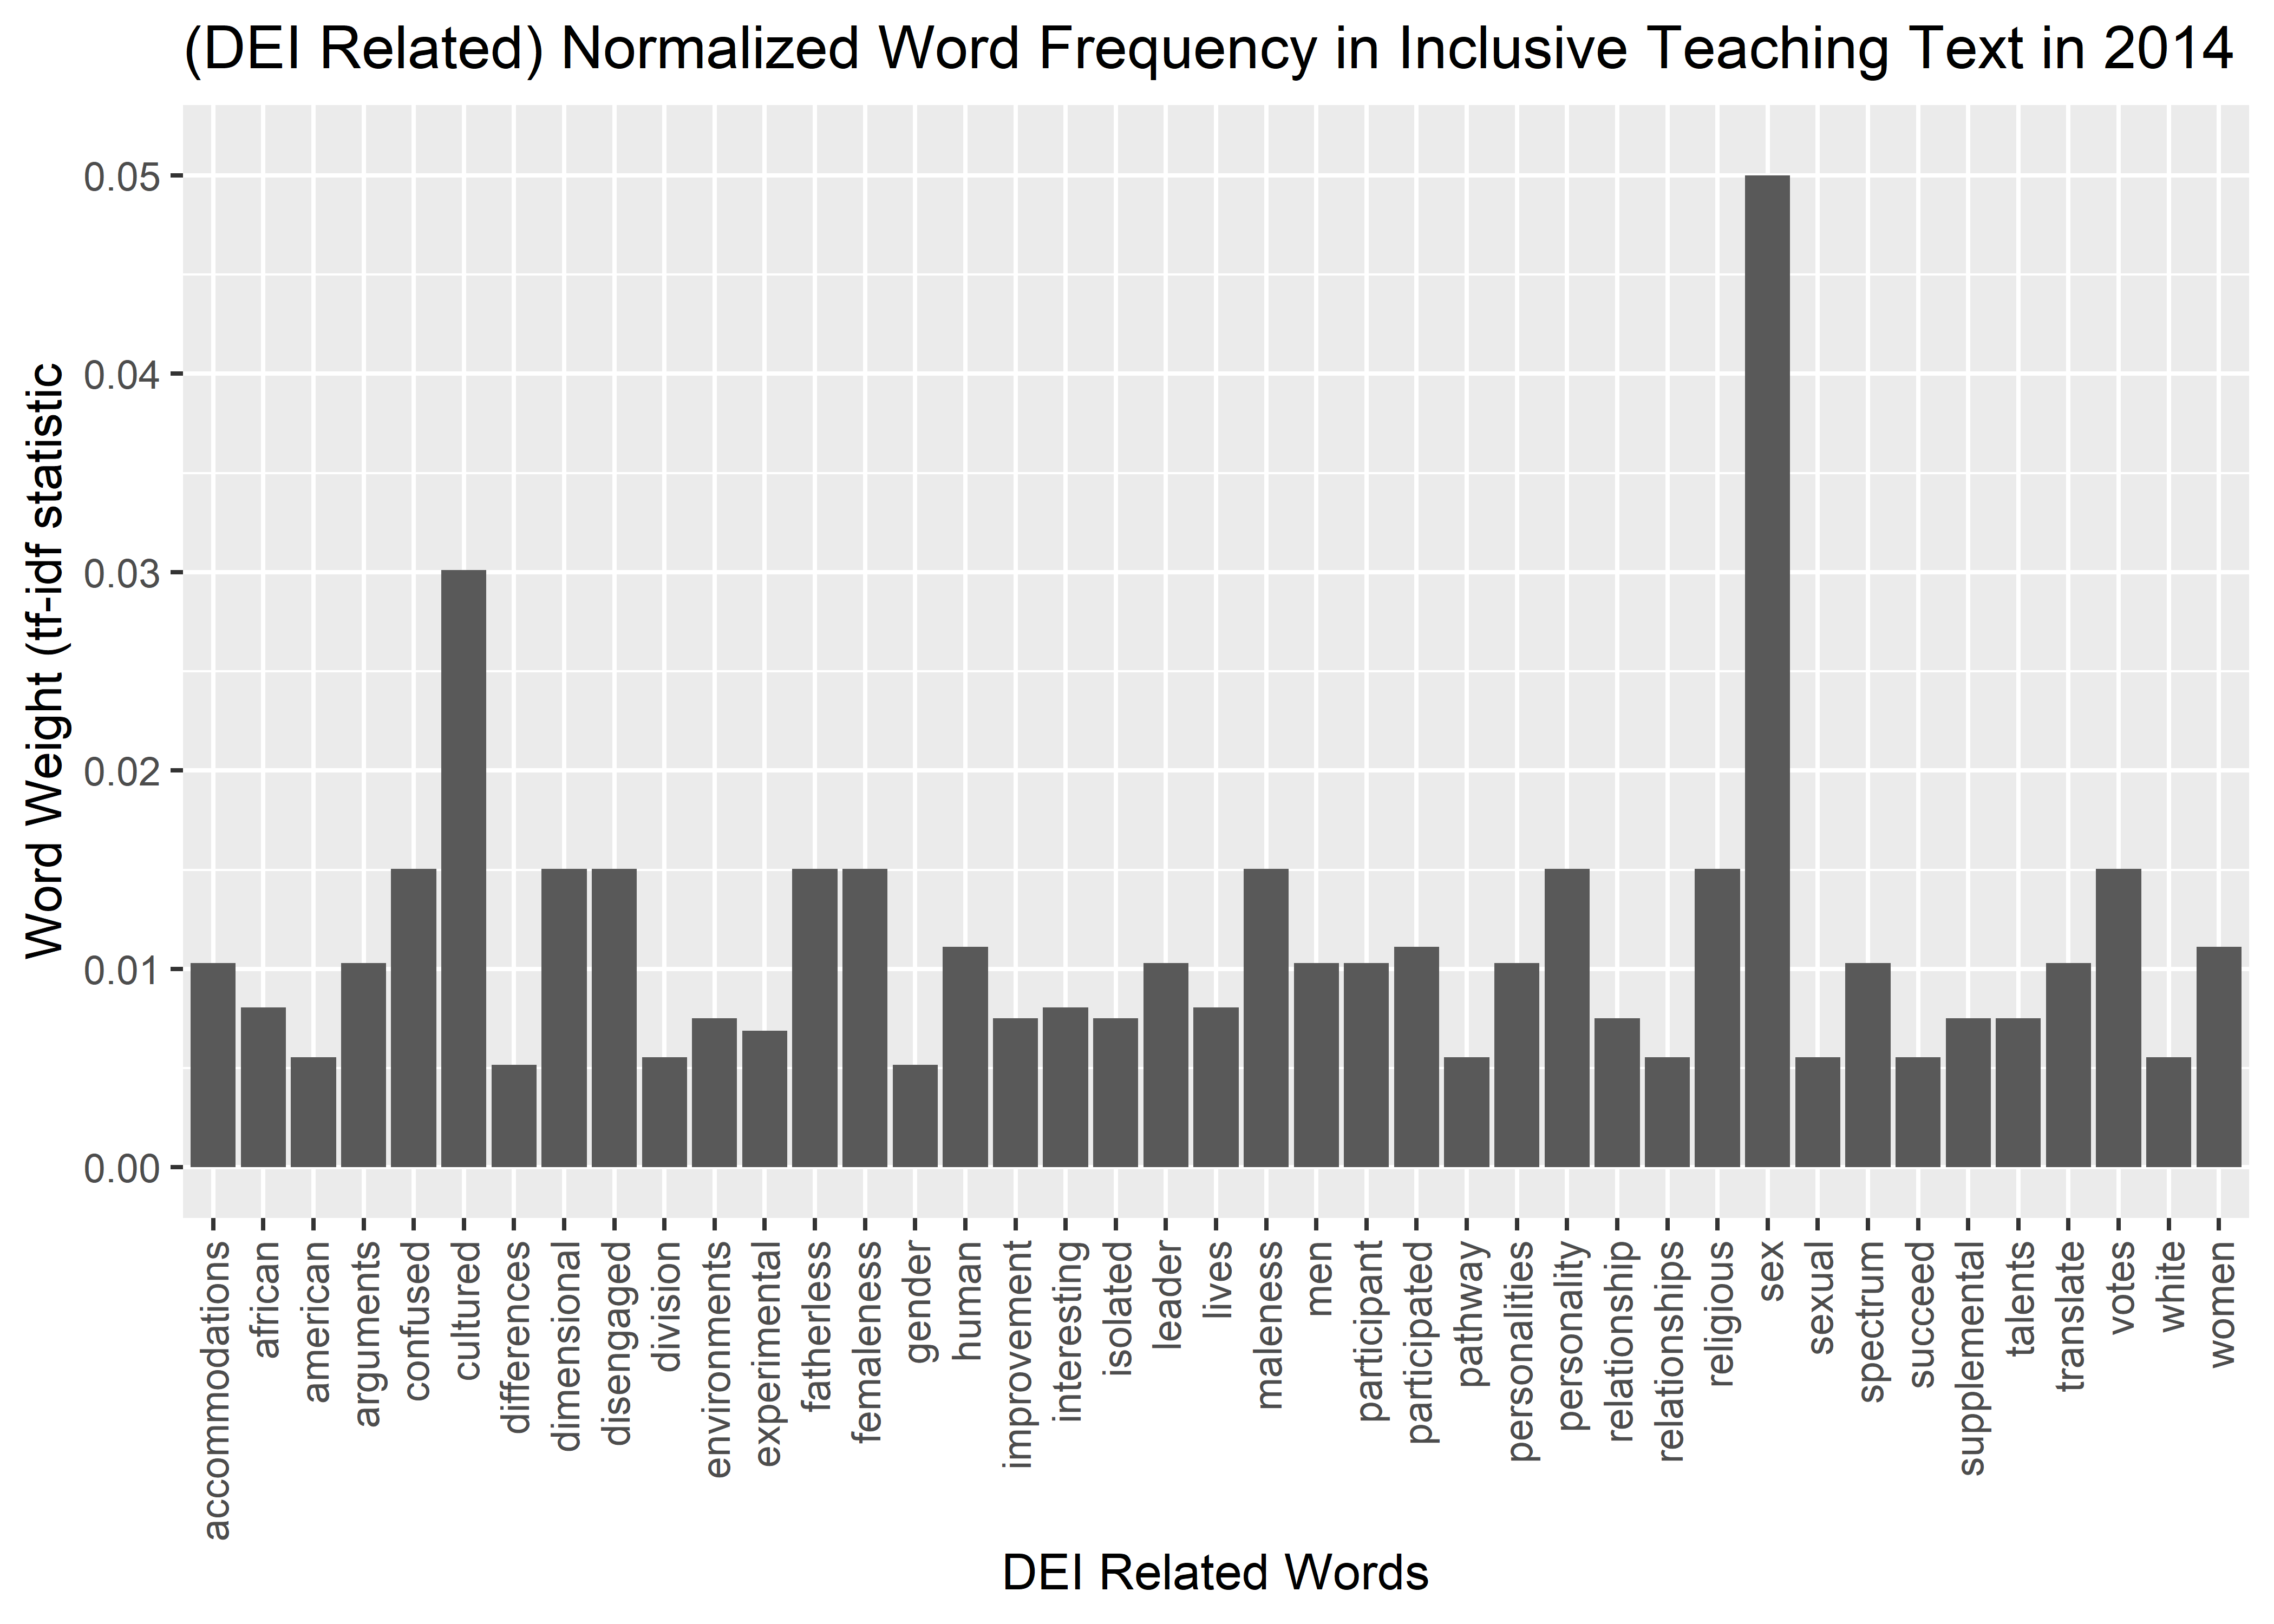 (DEI Related) Normalized Word Frequency in Inclusive Teaching Text in 2014
Word Weight (tf-idf statistic
0.05
0.04
0.03
0.02
0.01
0.00
accommodations
african
american
arguments
confused
cultured
differences
dimensional
disengaged
division
environments
experimental
fatherless
femaleness
gender
human
improvement
interesting
isolated
leader
lives
maleness
men
participant
participated
pathway
personalities
personality
relationship
relationships
religious
sex
sexual
spectrum
succeed
supplemental
talents
translate
votes
white
women
DEI Related Words